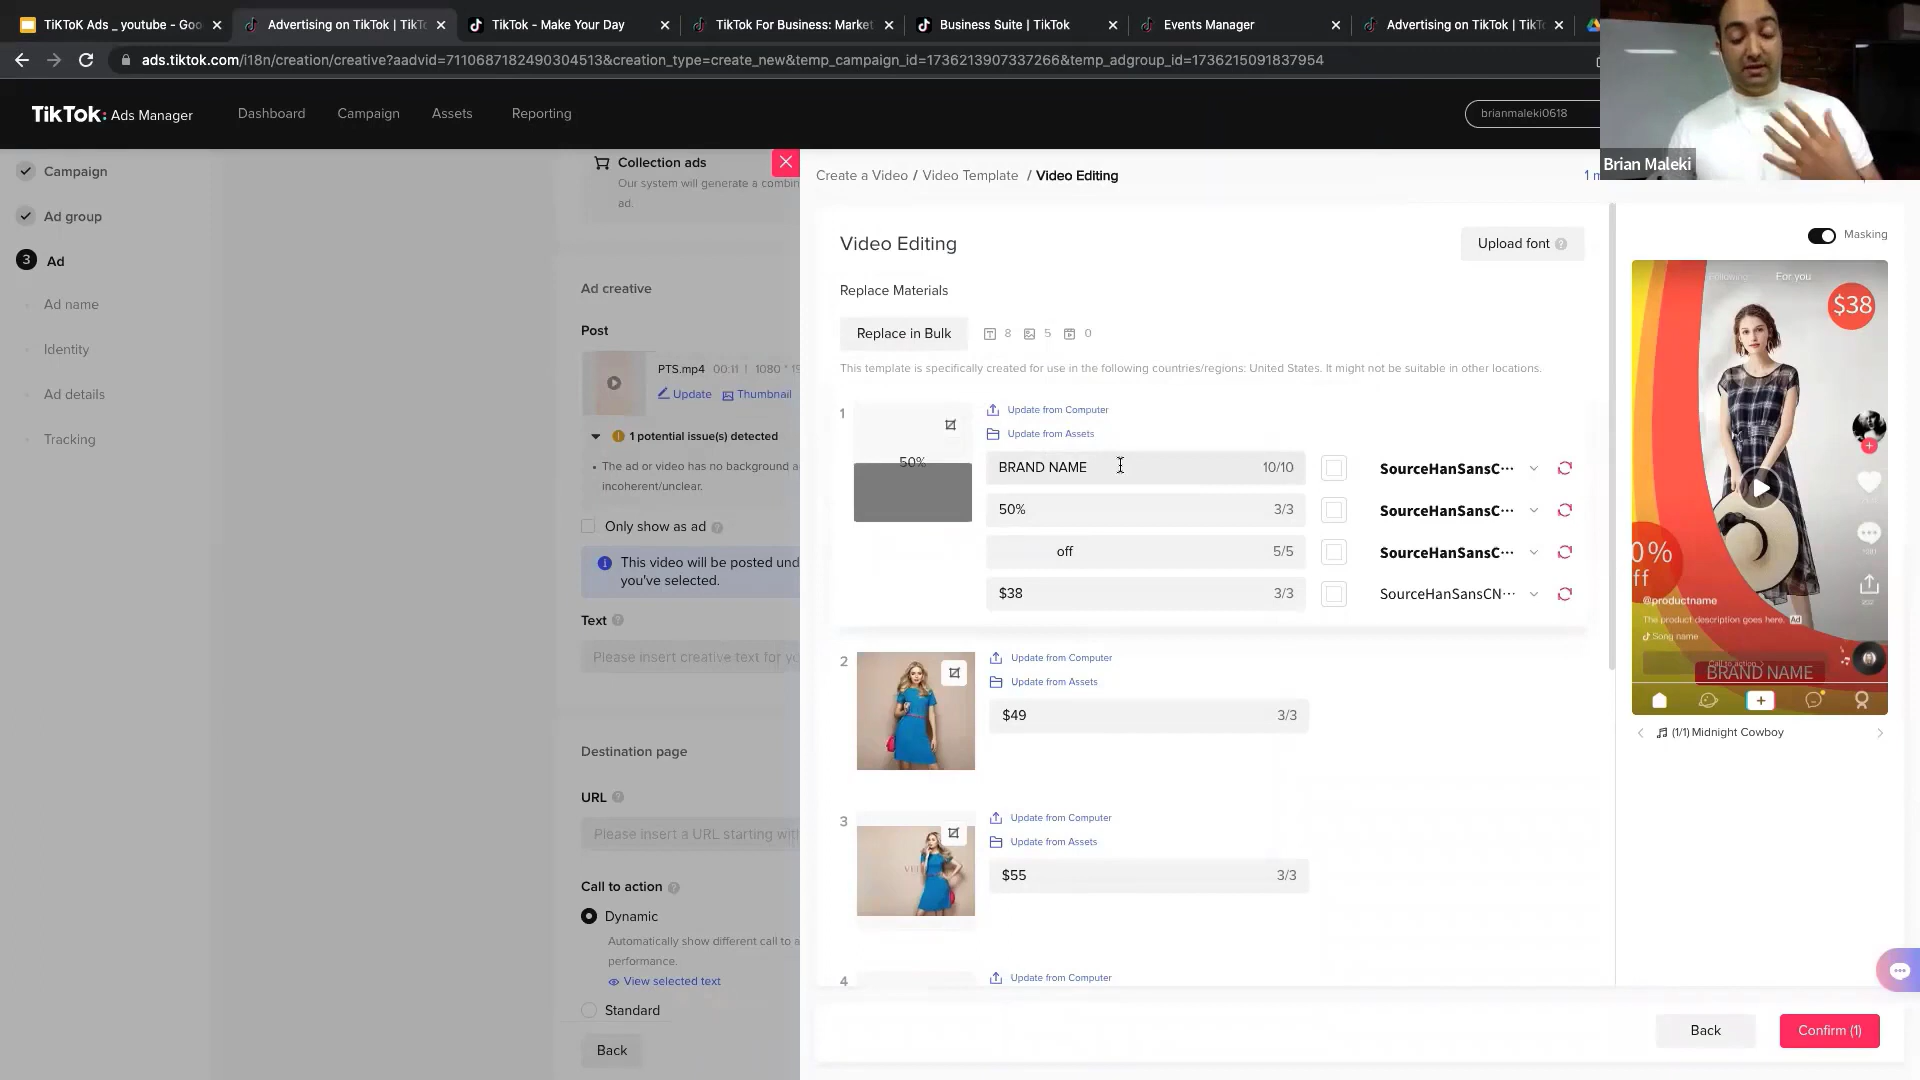 TiKToK Ads _ youtube - Goo
Advertising on TikTok | TikT
TikTok - Make Your Day
TikTok For Business: Market
Business Suite | TikTok
Events Manager
Advertising on TikTok | TikT
ads.tiktok.com/i18n/creation/creative?aadvid=7110687182490304513&creation_type=create_new&temp_campaign_id=1736213907337266&temp_adgroup_id=1736215091837954
TikTok: Ads Manager
Dashboard
Campaign
Assets
Reporting
brianmaleki0618
Brian Maleki
Campaign
Ad group
3 Ad
Ad name
Identity
Ad details
Tracking
Collection ads
Our system will generate a combin
ad.
Ad creative
Post
PTS.mp4 00:11 | 1080 * 19
Update
Thumbnail
1 potential issue(s) detected
The ad or video has no background a
incoherent/unclear.
Only show as ad
This video will be posted und
you've selected.
Text
Please insert creative text for yo
Destination page
URL
Please insert a URL starting with
Call to action
Dynamic
Automatically show different call to a
performance.
View selected text
Standard
Back
Create a Video / Video Template / Video Editing
Video Editing
Upload font
Replace Materials
Replace in Bulk
8
5
0
This template is specifically created for use in the following countries/regions: United States. It might not be suitable in other locations.
1
50%
Update from Computer
Update from Assets
BRAND NAME 10/10 SourceHanSansC···
50% 3/3 SourceHanSansC···
off 5/5 SourceHanSansC···
$38 3/3 SourceHanSansCN···
2
Update from Computer
Update from Assets
$49 3/3
3
Update from Computer
Update from Assets
$55 3/3
4
Update from Computer
Back
Confirm (1)
Masking
Following
For you
$38
0%
ff
@productname
The product description goes here. Ad
Song name
Call to action
BRAND NAME
(1/1) Midnight Cowboy